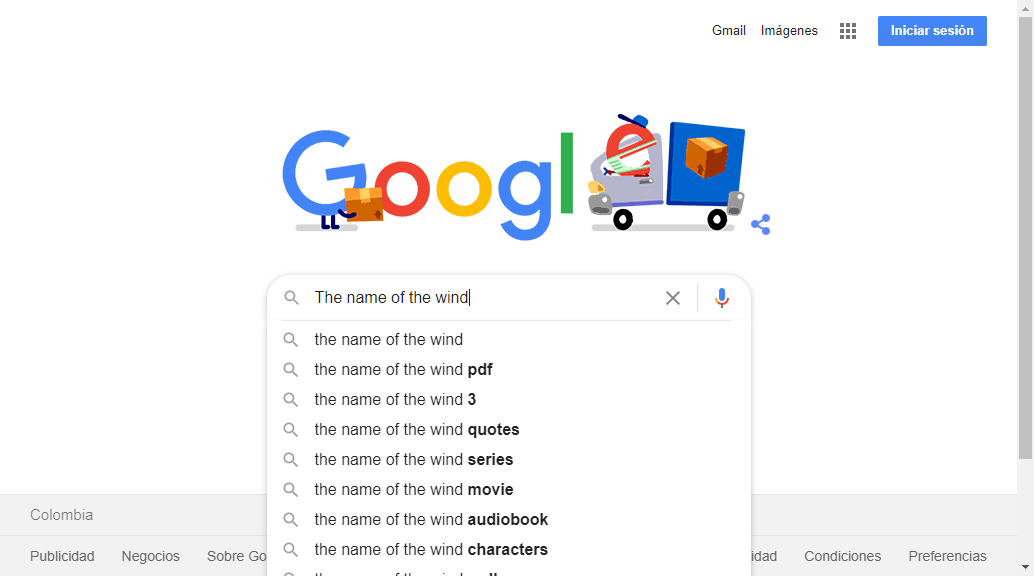 Gmail Imágenes Iniciar sesión
Google
The name of the wind
the name of the wind
the name of the wind pdf
the name of the wind 3
the name of the wind quotes
the name of the wind series
the name of the wind movie
the name of the wind audiobook
the name of the wind characters
Colombia
Publicidad Negocios Sobre Go idad Condiciones Preferencias